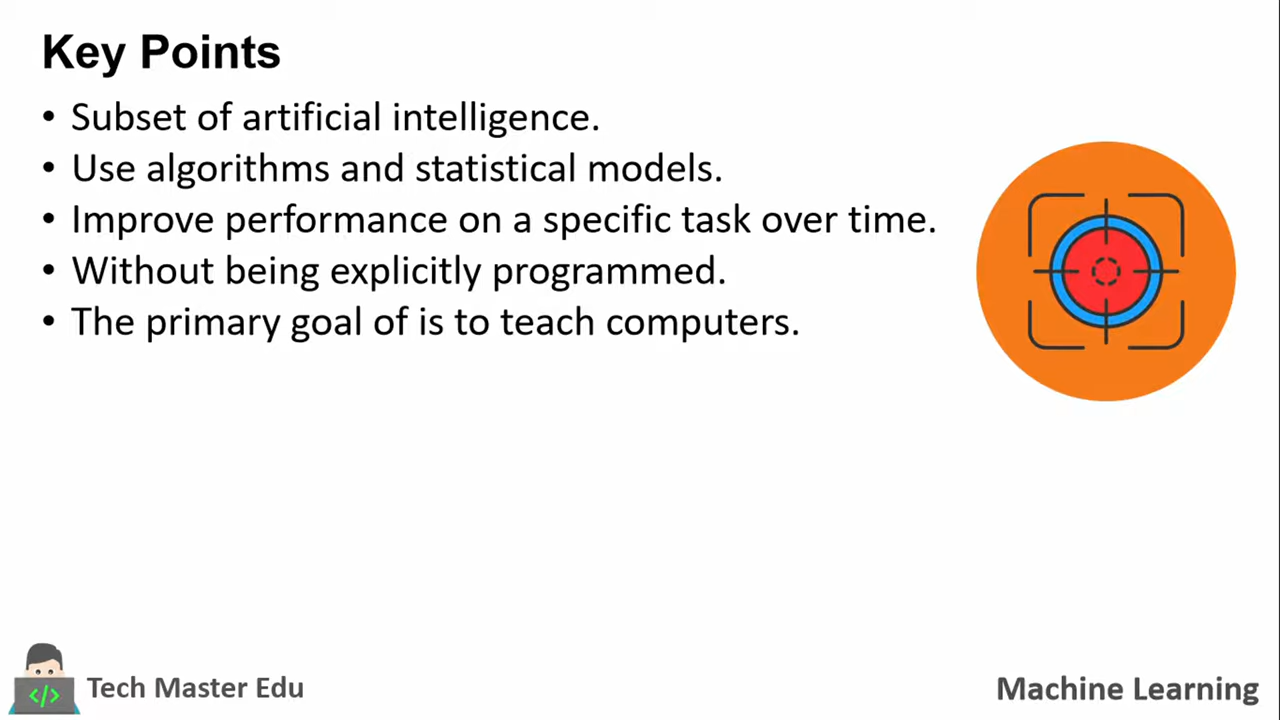 Key Points
• Subset of artificial intelligence.
• Use algorithms and statistical models.
• Improve performance on a specific task over time.
• Without being explicitly programmed.
• The primary goal of is to teach computers.
</>
Tech Master Edu
Machine Learning